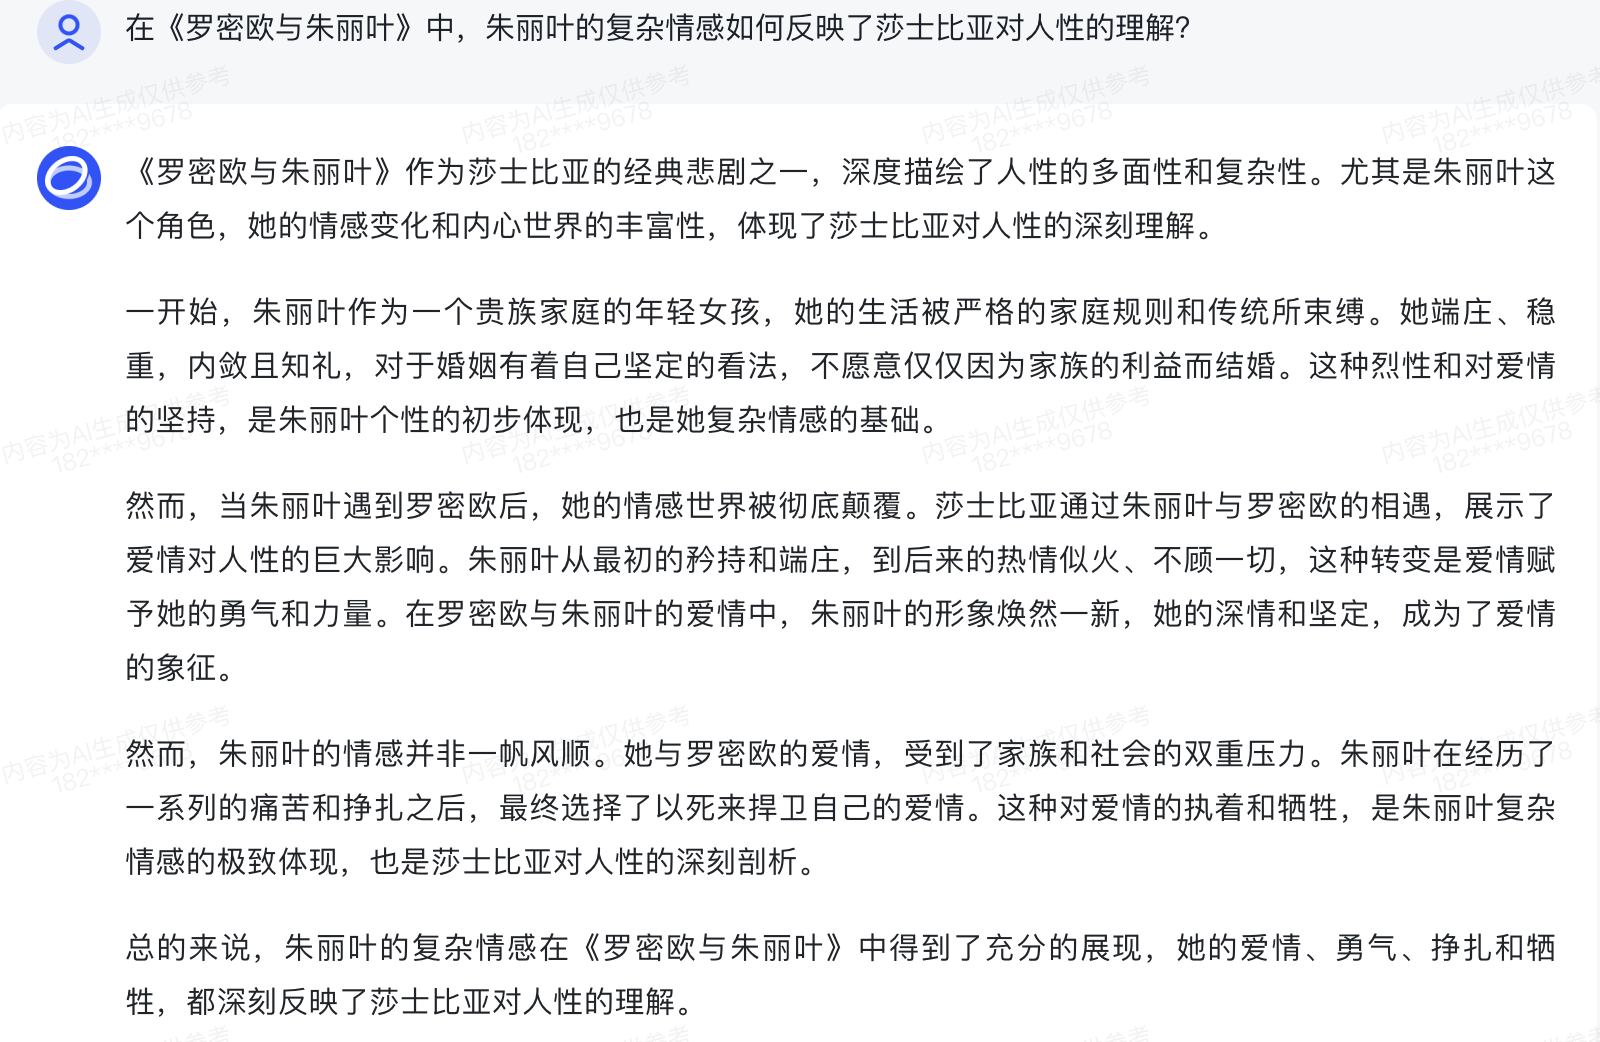 在《罗密欧与朱丽叶》中，朱丽叶的复杂情感如何反映了莎士比亚对人性的理解？
内容为AI生成仅供参考
182****9678
《罗密欧与朱丽叶》作为莎士比亚的经典悲剧之一，深度描绘了人性的多面性和复杂性。尤其是朱丽叶这
个角色，她的情感变化和内心世界的丰富性，体现了莎士比亚对人性的深刻理解。
一开始，朱丽叶作为一个贵族家庭的年轻女孩，她的生活被严格的家庭规则和传统所束缚。她端庄、稳
重，内敛且知礼，对于婚姻有着自己坚定的看法，不愿意仅仅因为家族的利益而结婚。这种烈性和对爱情
的坚持，是朱丽叶个性的初步体现，也是她复杂情感的基础。
然而，当朱丽叶遇到罗密欧后，她的情感世界被彻底颠覆。莎士比亚通过朱丽叶与罗密欧的相遇，展示了
爱情对人性的巨大影响。朱丽叶从最初的矜持和端庄，到后来的热情似火、不顾一切，这种转变是爱情赋
予她的勇气和力量。在罗密欧与朱丽叶的爱情中，朱丽叶的形象焕然一新，她的深情和坚定，成为了爱情
的象征。
然而，朱丽叶的情感并非一帆风顺。她与罗密欧的爱情，受到了家族和社会的双重压力。朱丽叶在经历了
一系列的痛苦和挣扎之后，最终选择了以死来捍卫自己的爱情。这种对爱情的执着和牺牲，是朱丽叶复杂
情感的极致体现，也是莎士比亚对人性的深刻剖析。
总的来说，朱丽叶的复杂情感在《罗密欧与朱丽叶》中得到了充分的展现，她的爱情、勇气、挣扎和牺
牲，都深刻反映了莎士比亚对人性的理解。